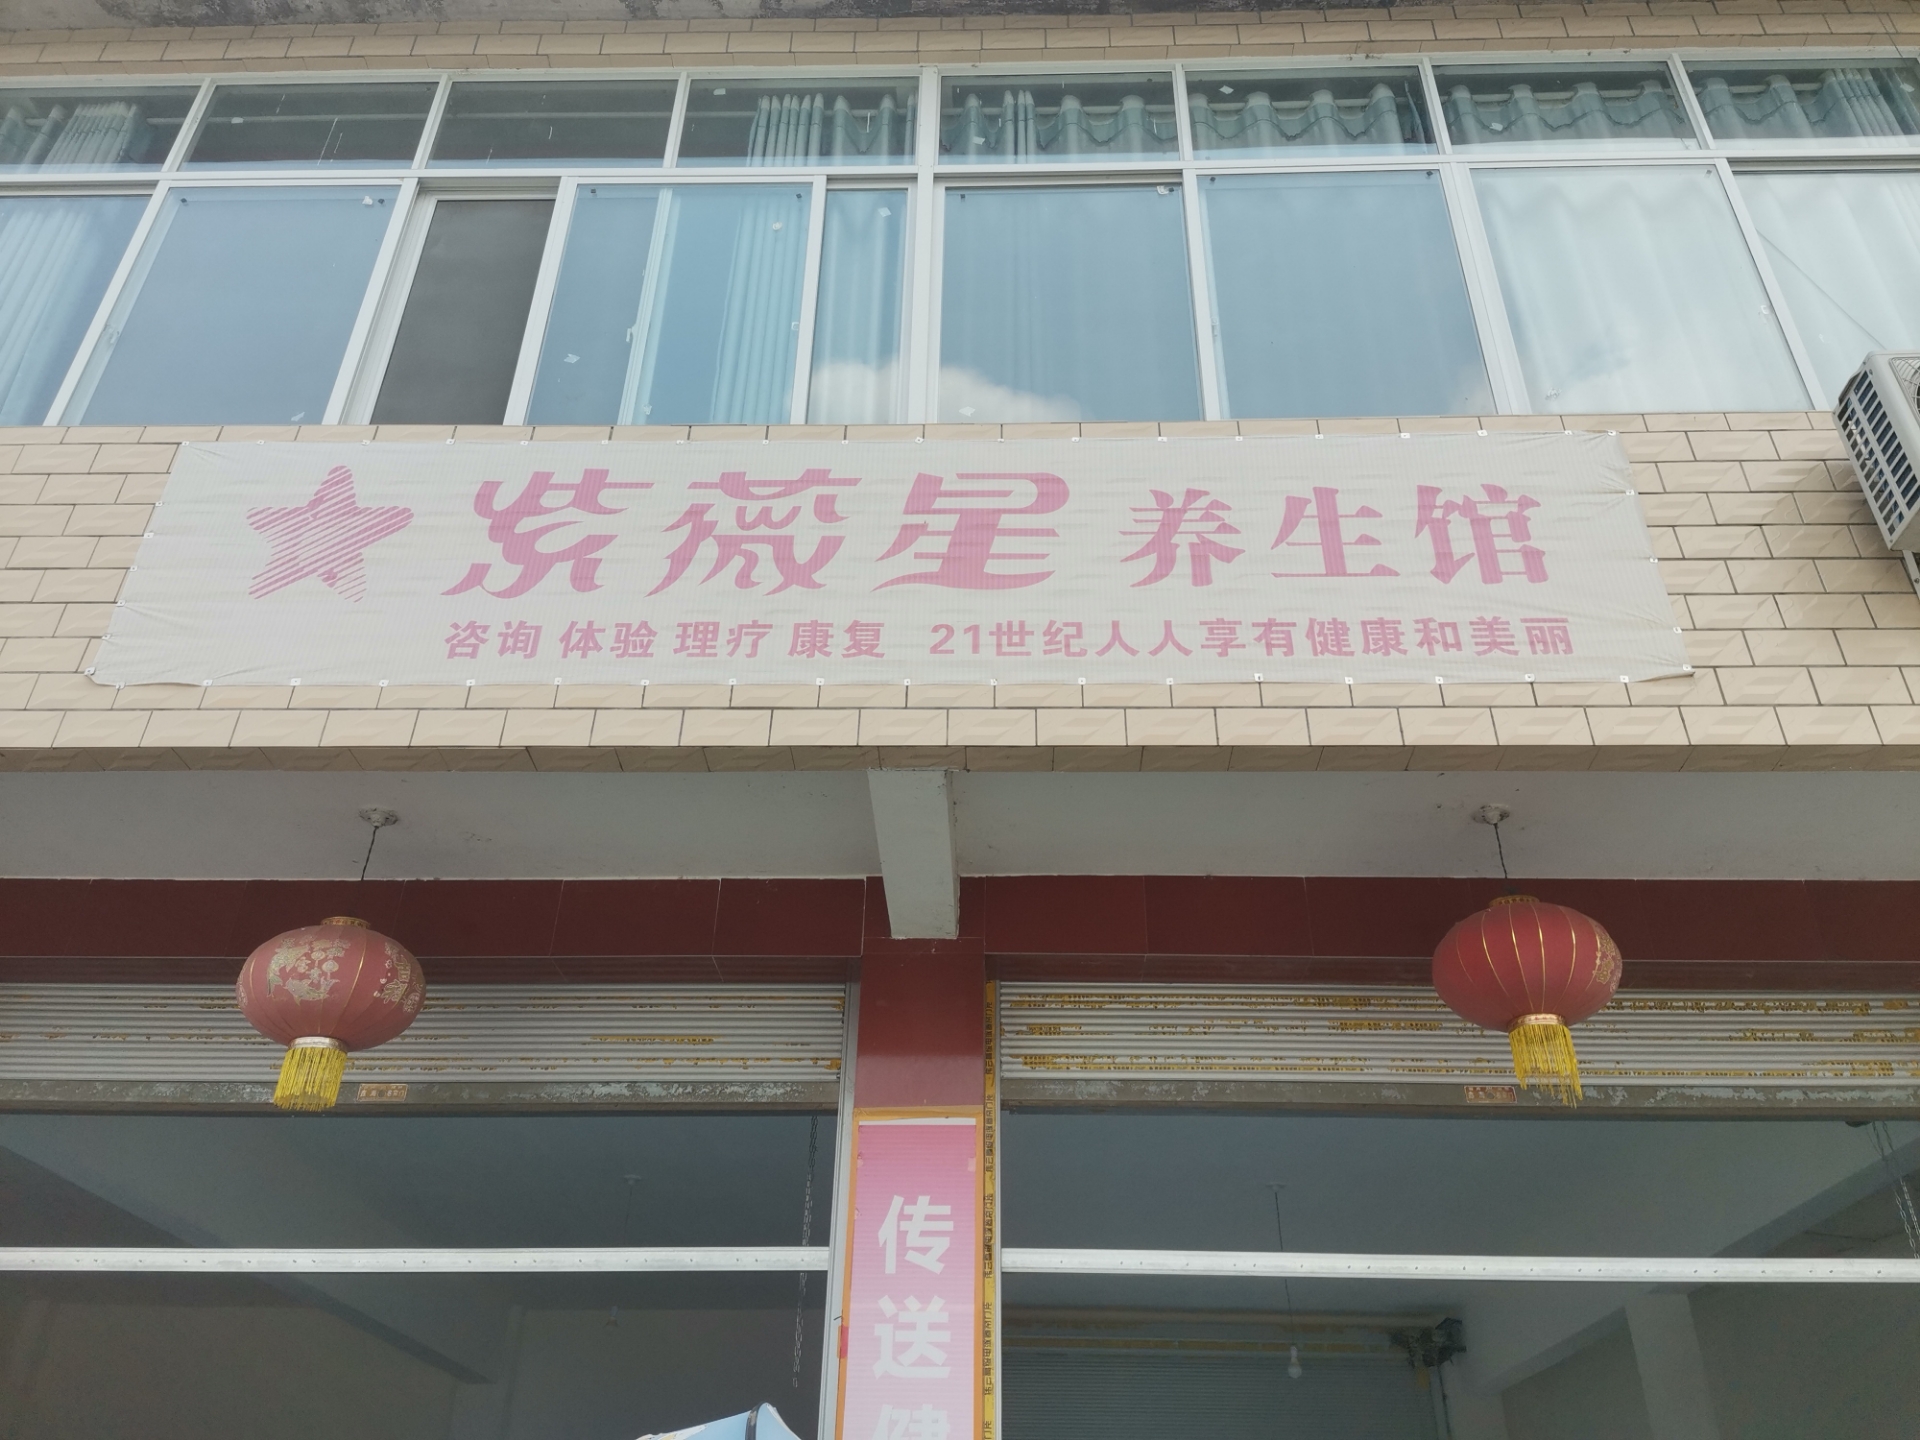 紫薇星养生馆
咨询 体验 理疗 康复 21世纪人人享有健康和美丽
传送健